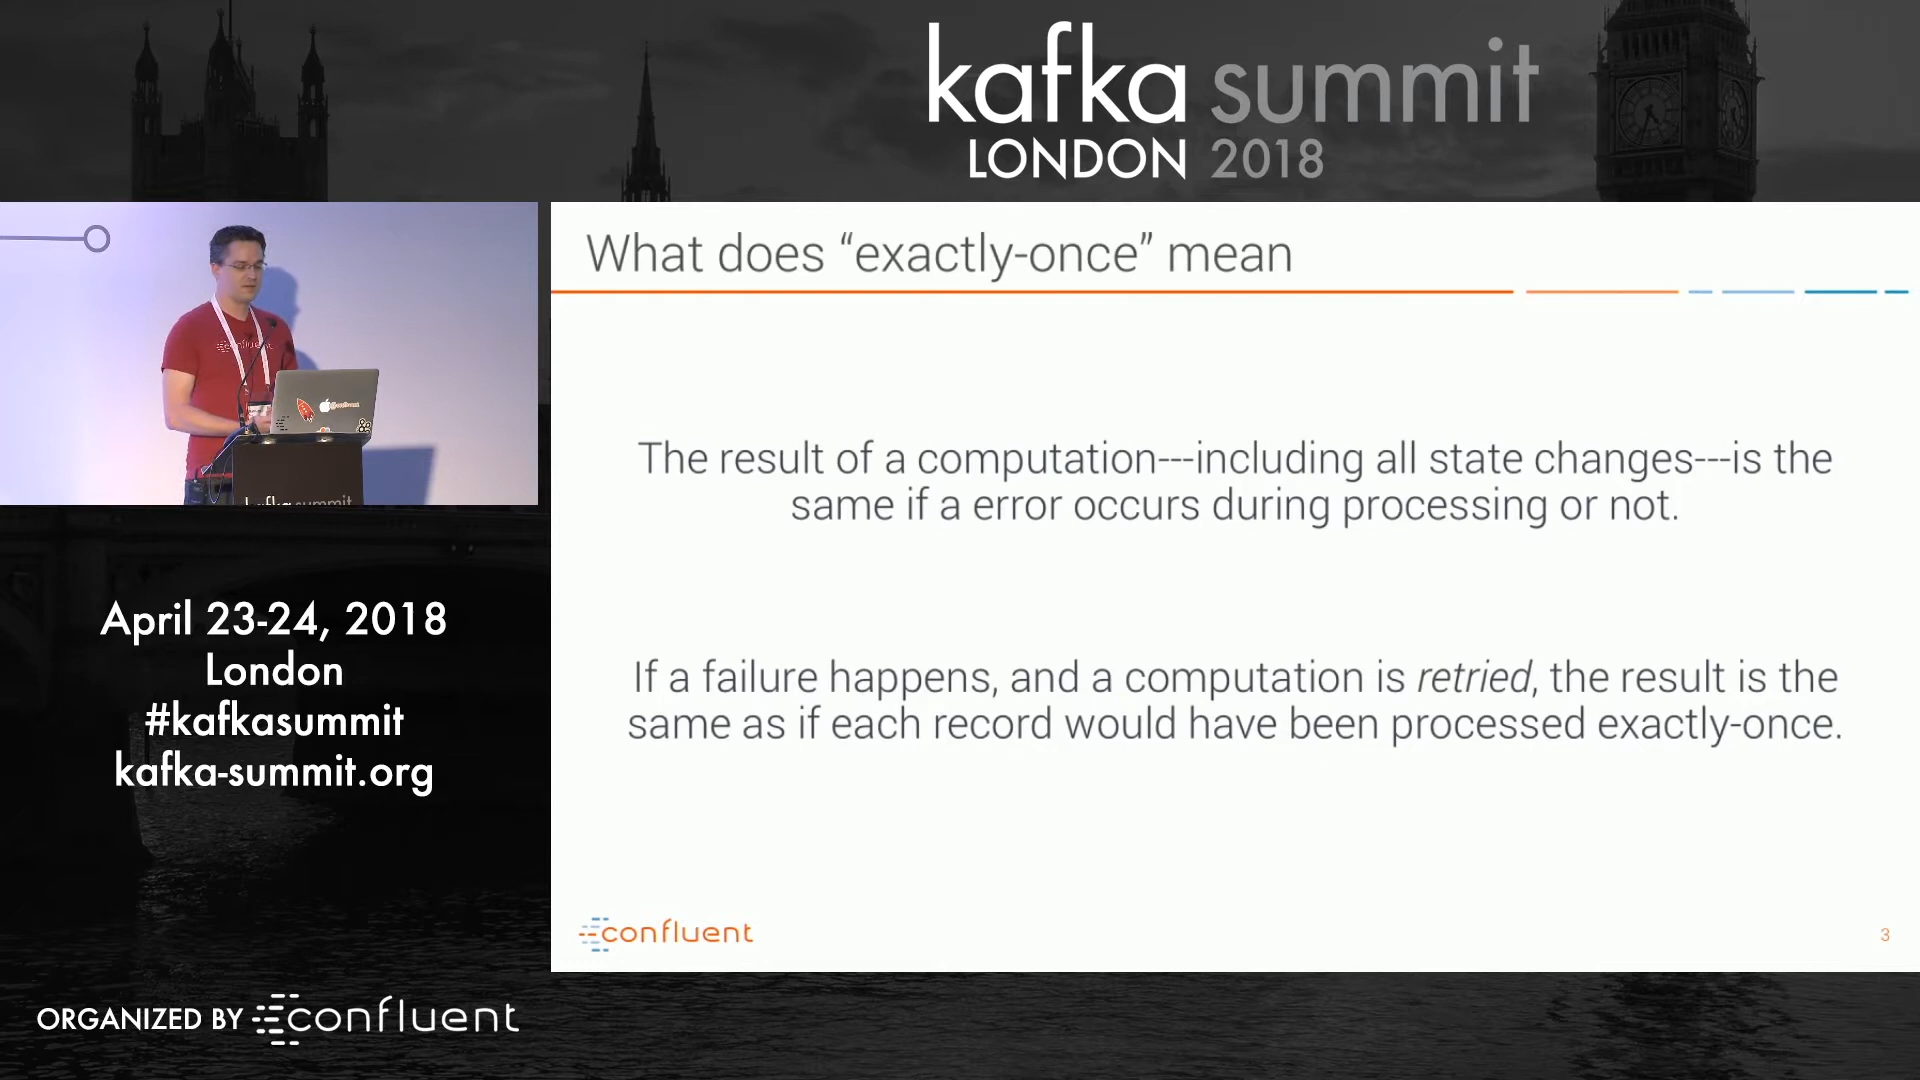 kafka summit
LONDON 2018
What does “exactly-once” mean
confluent
The result of a computation---including all state changes---is the
same if a error occurs during processing or not.
If a failure happens, and a computation is retried, the result is the
same as if each record would have been processed exactly-once.
confluent
3
kafka summit
April 23-24, 2018
London
#kafkasummit
kafka-summit.org
ORGANIZED BY confluent